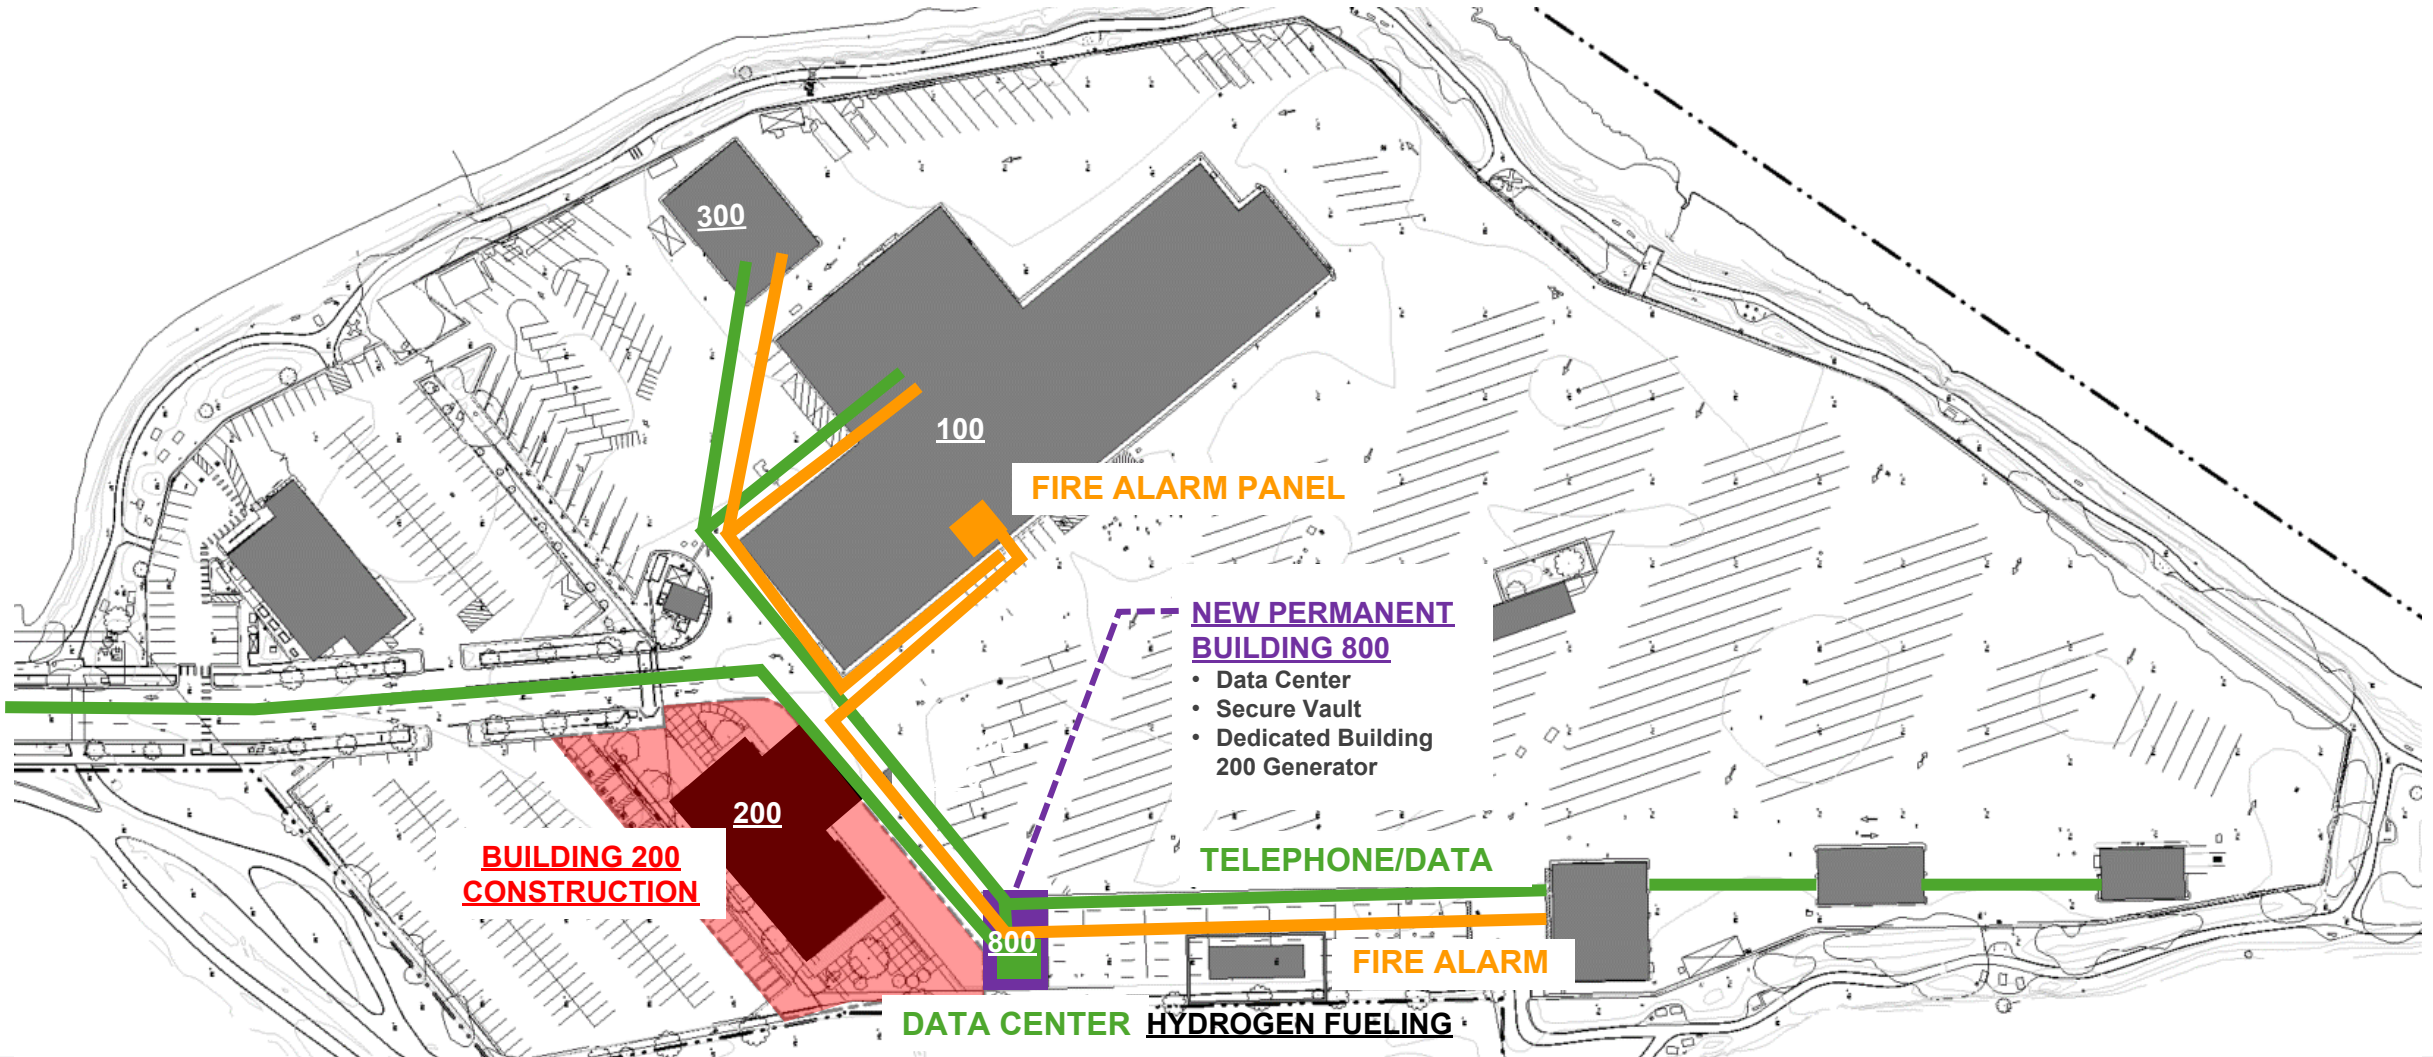 300
100
FIRE ALARM PANEL
NEW PERMANENT
BUILDING 800
• Data Center
• Secure Vault
• Dedicated Building
200 Generator
200
BUILDING 200
CONSTRUCTION
TELEPHONE/DATA
800
FIRE ALARM
DATA CENTER
HYDROGEN FUELING